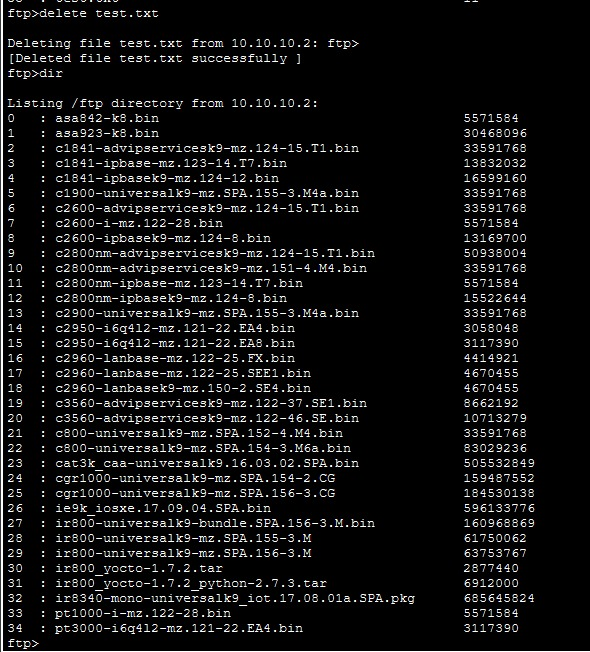 ftp>delete test.txt
Deleting file test.txt from 10.10.10.2: ftp>
[Deleted file test.txt successfully ]
ftp>dir
Listing /ftp directory from 10.10.10.2:
0   : asa842-k8.bin                                        5571584
1   : asa923-k8.bin                                        30468096
2   : c1841-advipservicesk9-mz.124-15.T1.bin               33591768
3   : c1841-ipbase-mz.123-14.T7.bin                        13832032
4   : c1841-ipbasek9-mz.124-12.bin                         16599160
5   : c1900-universalk9-mz.SPA.155-3.M4a.bin               33591768
6   : c2600-advipservicesk9-mz.124-15.T1.bin               33591768
7   : c2600-i-mz.122-28.bin                                5571584
8   : c2600-ipbasek9-mz.124-8.bin                          13169700
9   : c2800nm-advipservicesk9-mz.124-15.T1.bin             50938004
10  : c2800nm-advipservicesk9-mz.151-4.M4.bin              33591768
11  : c2800nm-ipbase-mz.123-14.T7.bin                      5571584
12  : c2800nm-ipbasek9-mz.124-8.bin                        15522644
13  : c2900-universalk9-mz.SPA.155-3.M4a.bin               33591768
14  : c2950-i6q4l2-mz.121-22.EA4.bin                       3058048
15  : c2950-i6q4l2-mz.121-22.EA8.bin                       3117390
16  : c2960-lanbase-mz.122-25.FX.bin                       4414921
17  : c2960-lanbase-mz.122-25.SEE1.bin                     4670455
18  : c2960-lanbasek9-mz.150-2.SE4.bin                     4670455
19  : c3560-advipservicesk9-mz.122-37.SE1.bin              8662192
20  : c3560-advipservicesk9-mz.122-46.SE.bin               10713279
21  : c800-universalk9-mz.SPA.152-4.M4.bin                 33591768
22  : c800-universalk9-mz.SPA.154-3.M6a.bin                83029236
23  : cat3k_caa-universalk9.16.03.02.SPA.bin               505532849
24  : cgr1000-universalk9-mz.SPA.154-2.CG                  159487552
25  : cgr1000-universalk9-mz.SPA.156-3.CG                  184530138
26  : ie9k_iosxe.17.09.04.SPA.bin                          596133776
27  : ir800-universalk9-bundle.SPA.156-3.M.bin             160968869
28  : ir800-universalk9-mz.SPA.155-3.M                     61750062
29  : ir800-universalk9-mz.SPA.156-3.M                     63753767
30  : ir800_yocto-1.7.2.tar                                2877440
31  : ir800_yocto-1.7.2_python-2.7.3.tar                   6912000
32  : ir8340-mono-universalk9_iot.17.08.01a.SPA.pkg        685645824
33  : pt1000-i-mz.122-28.bin                               5571584
34  : pt3000-i6q4l2-mz.121-22.EA4.bin                      3117390
ftp>